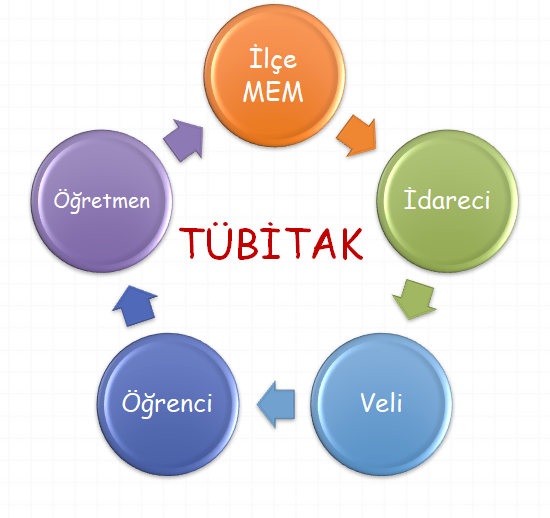 İlçe
MEM
İdareci
Veli
Öğrenci
Öğretmen
TÜBİTAK